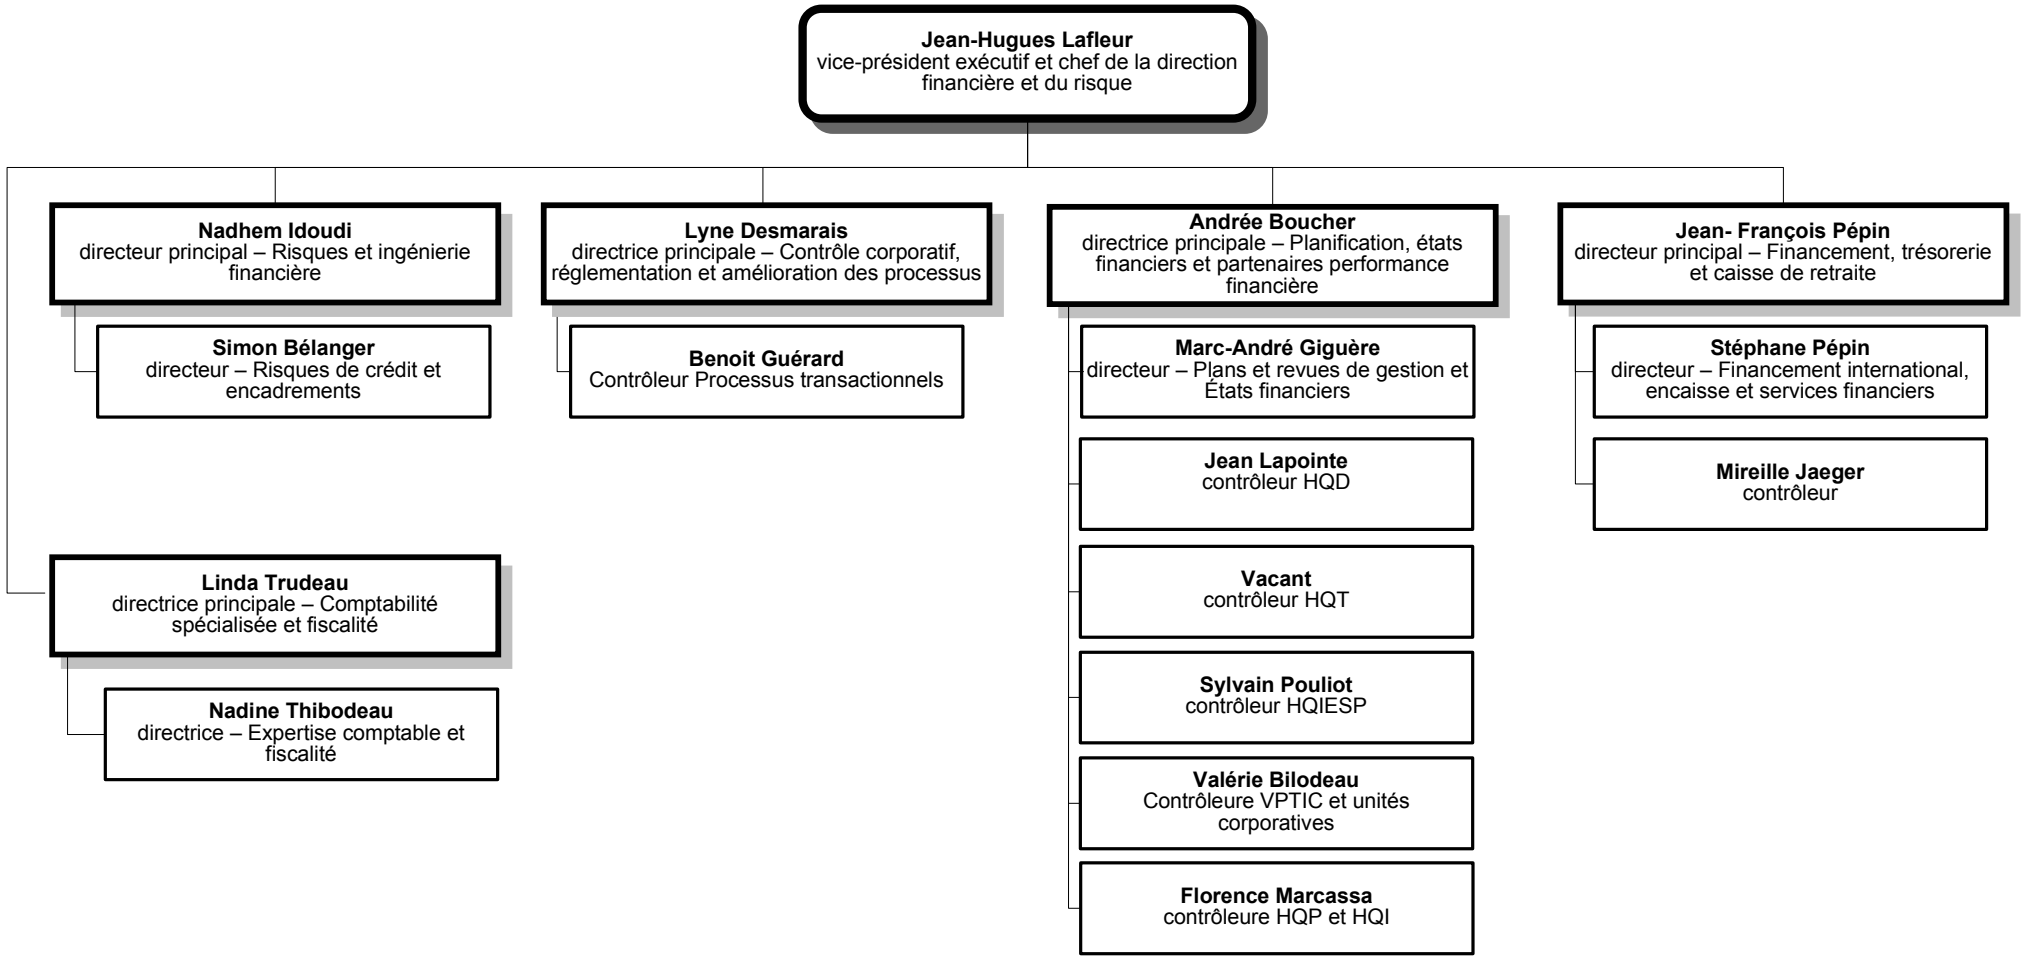 Jean-Hugues Lafleur
vice-président exécutif et chef de la direction
financière et du risque
Nadhem Idoudi
directeur principal – Risques et ingénierie
financière
Simon Bélanger
directeur – Risques de crédit et
encadrements
Linda Trudeau
directrice principale – Comptabilité
spécialisée et fiscalité
Nadine Thibodeau
directrice – Expertise comptable et
fiscalité
Lyne Desmarais
directrice principale – Contrôle corporatif,
réglementation et amélioration des processus
Benoit Guérard
Contrôleur Processus transactionnels
Andrée Boucher
directrice principale – Planification, états
financiers et partenaires performance
financière
Marc-André Giguère
directeur – Plans et revues de gestion et
États financiers
Jean Lapointe
contrôleur HQD
Vacant
contrôleur HQT
Sylvain Pouliot
contrôleur HQIESP
Valérie Bilodeau
Contrôleure VPTIC et unités
corporatives
Florence Marcassa
contrôleure HQP et HQI
Jean- François Pépin
directeur principal – Financement, trésorerie
et caisse de retraite
Stéphane Pépin
directeur – Financement international,
encaisse et services financiers
Mireille Jaeger
contrôleur